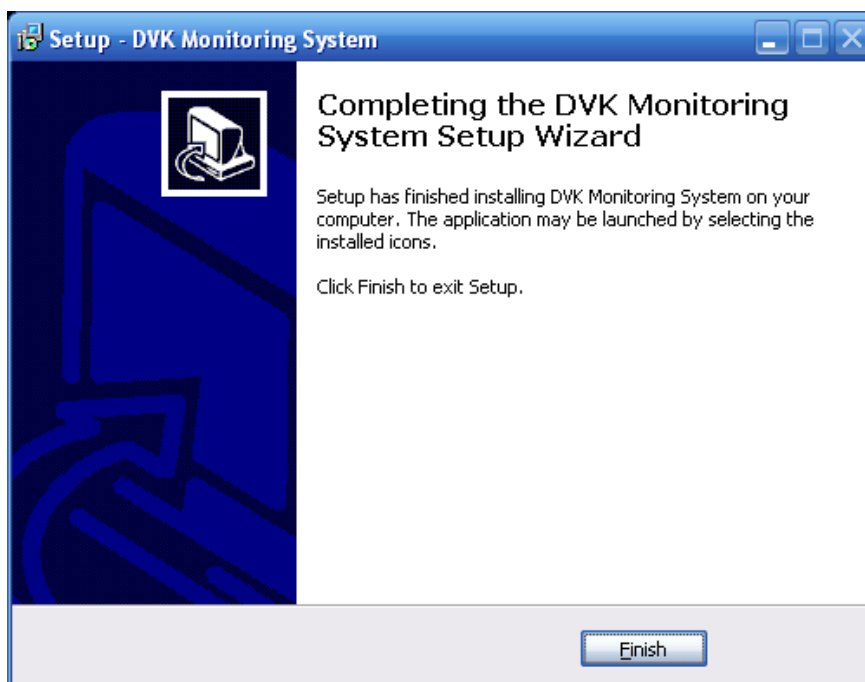 Setup - DVK Monitoring System
Completing the DVK Monitoring
System Setup Wizard
Setup has finished installing DVK Monitoring System on your
computer. The application may be launched by selecting the
installed icons.
Click Finish to exit Setup.
Finish